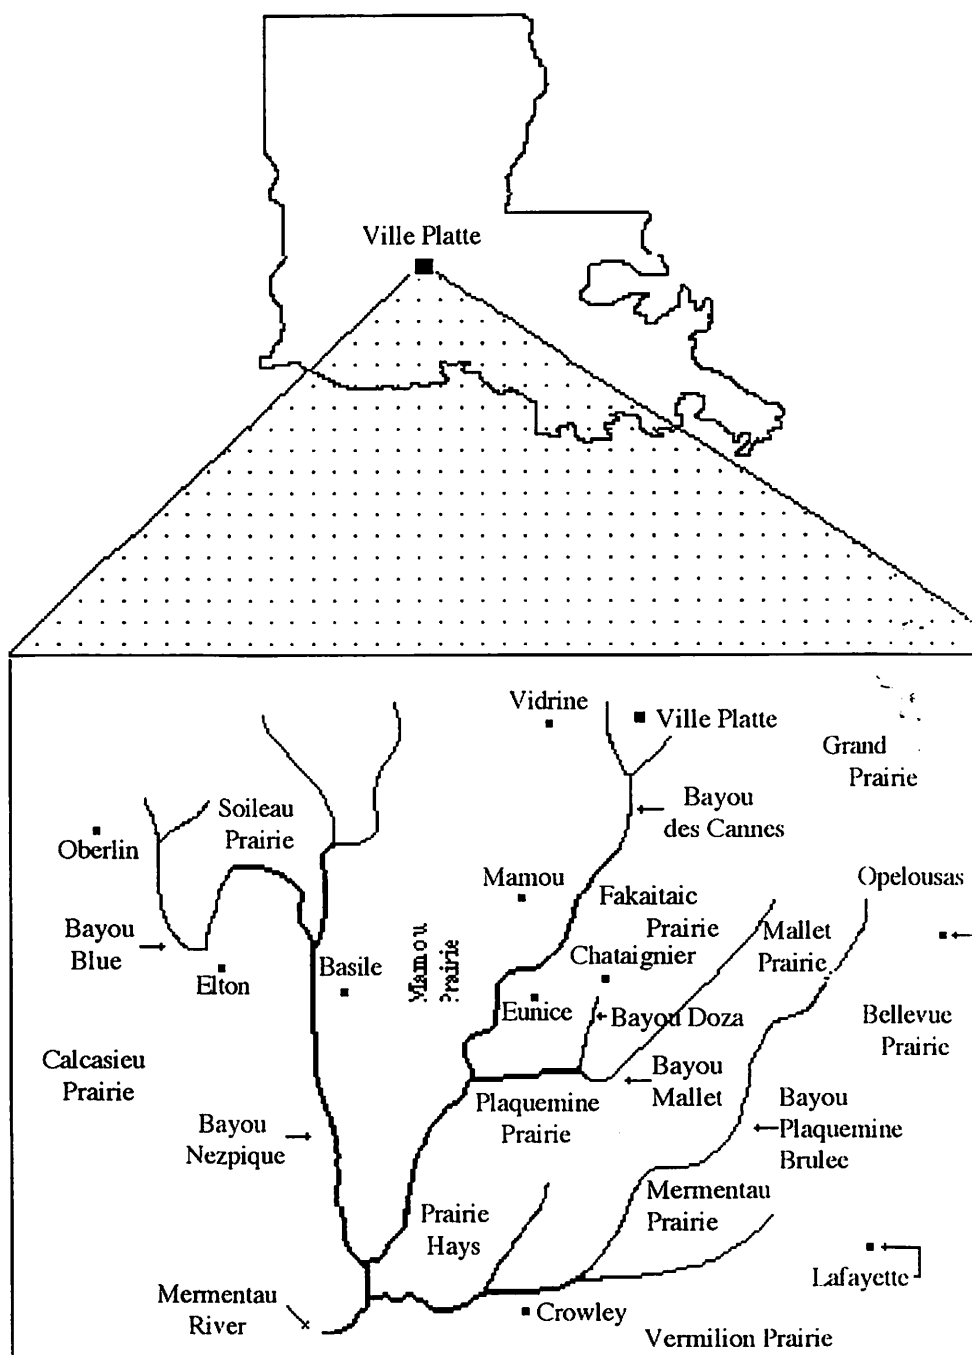 Ville Platte
Vidrine
Ville Platte
Grand
Prairie
Soileau
Prairie
Bayou
des Cannes
Oberlin
Mamou
Fakaitaic
Prairie
Opelousas
Bayou
Blue
Elton
Basile
Mamou
Prairie
Chataignier
Mallet
Prairie
Eunice
Bayou Doza
Bellevue
Prairie
Calcasieu
Prairie
Bayou
Mallet
Plaquemine
Prairie
Bayou
Plaquemine
Brulee
Bayou
Nezpique
Mermentau
Prairie
Prairie
Hays
Lafayette
Mermentau
River
Crowley
Vermilion Prairie